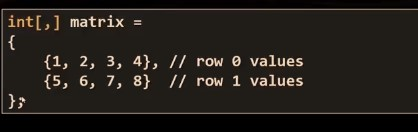 int[,] matrix =
{
{1, 2, 3, 4}, // row 0 values
{5, 6, 7, 8}  // row 1 values
};